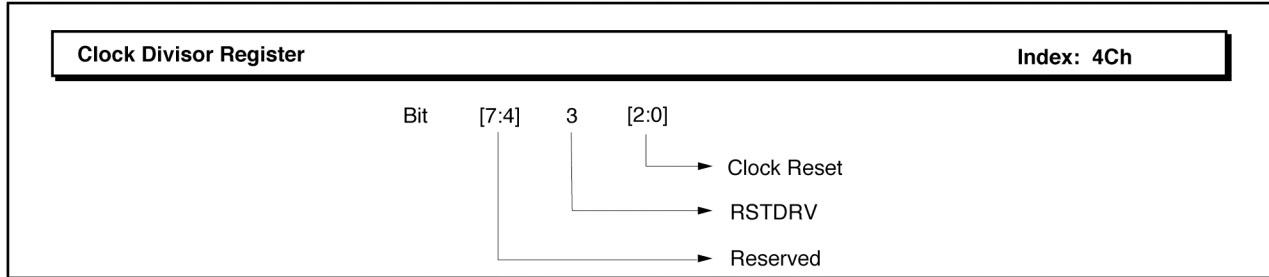 Clock Divisor Register Index: 4Ch
Bit [7:4] 3 [2:0]
Clock Reset
RSTDRV
Reserved